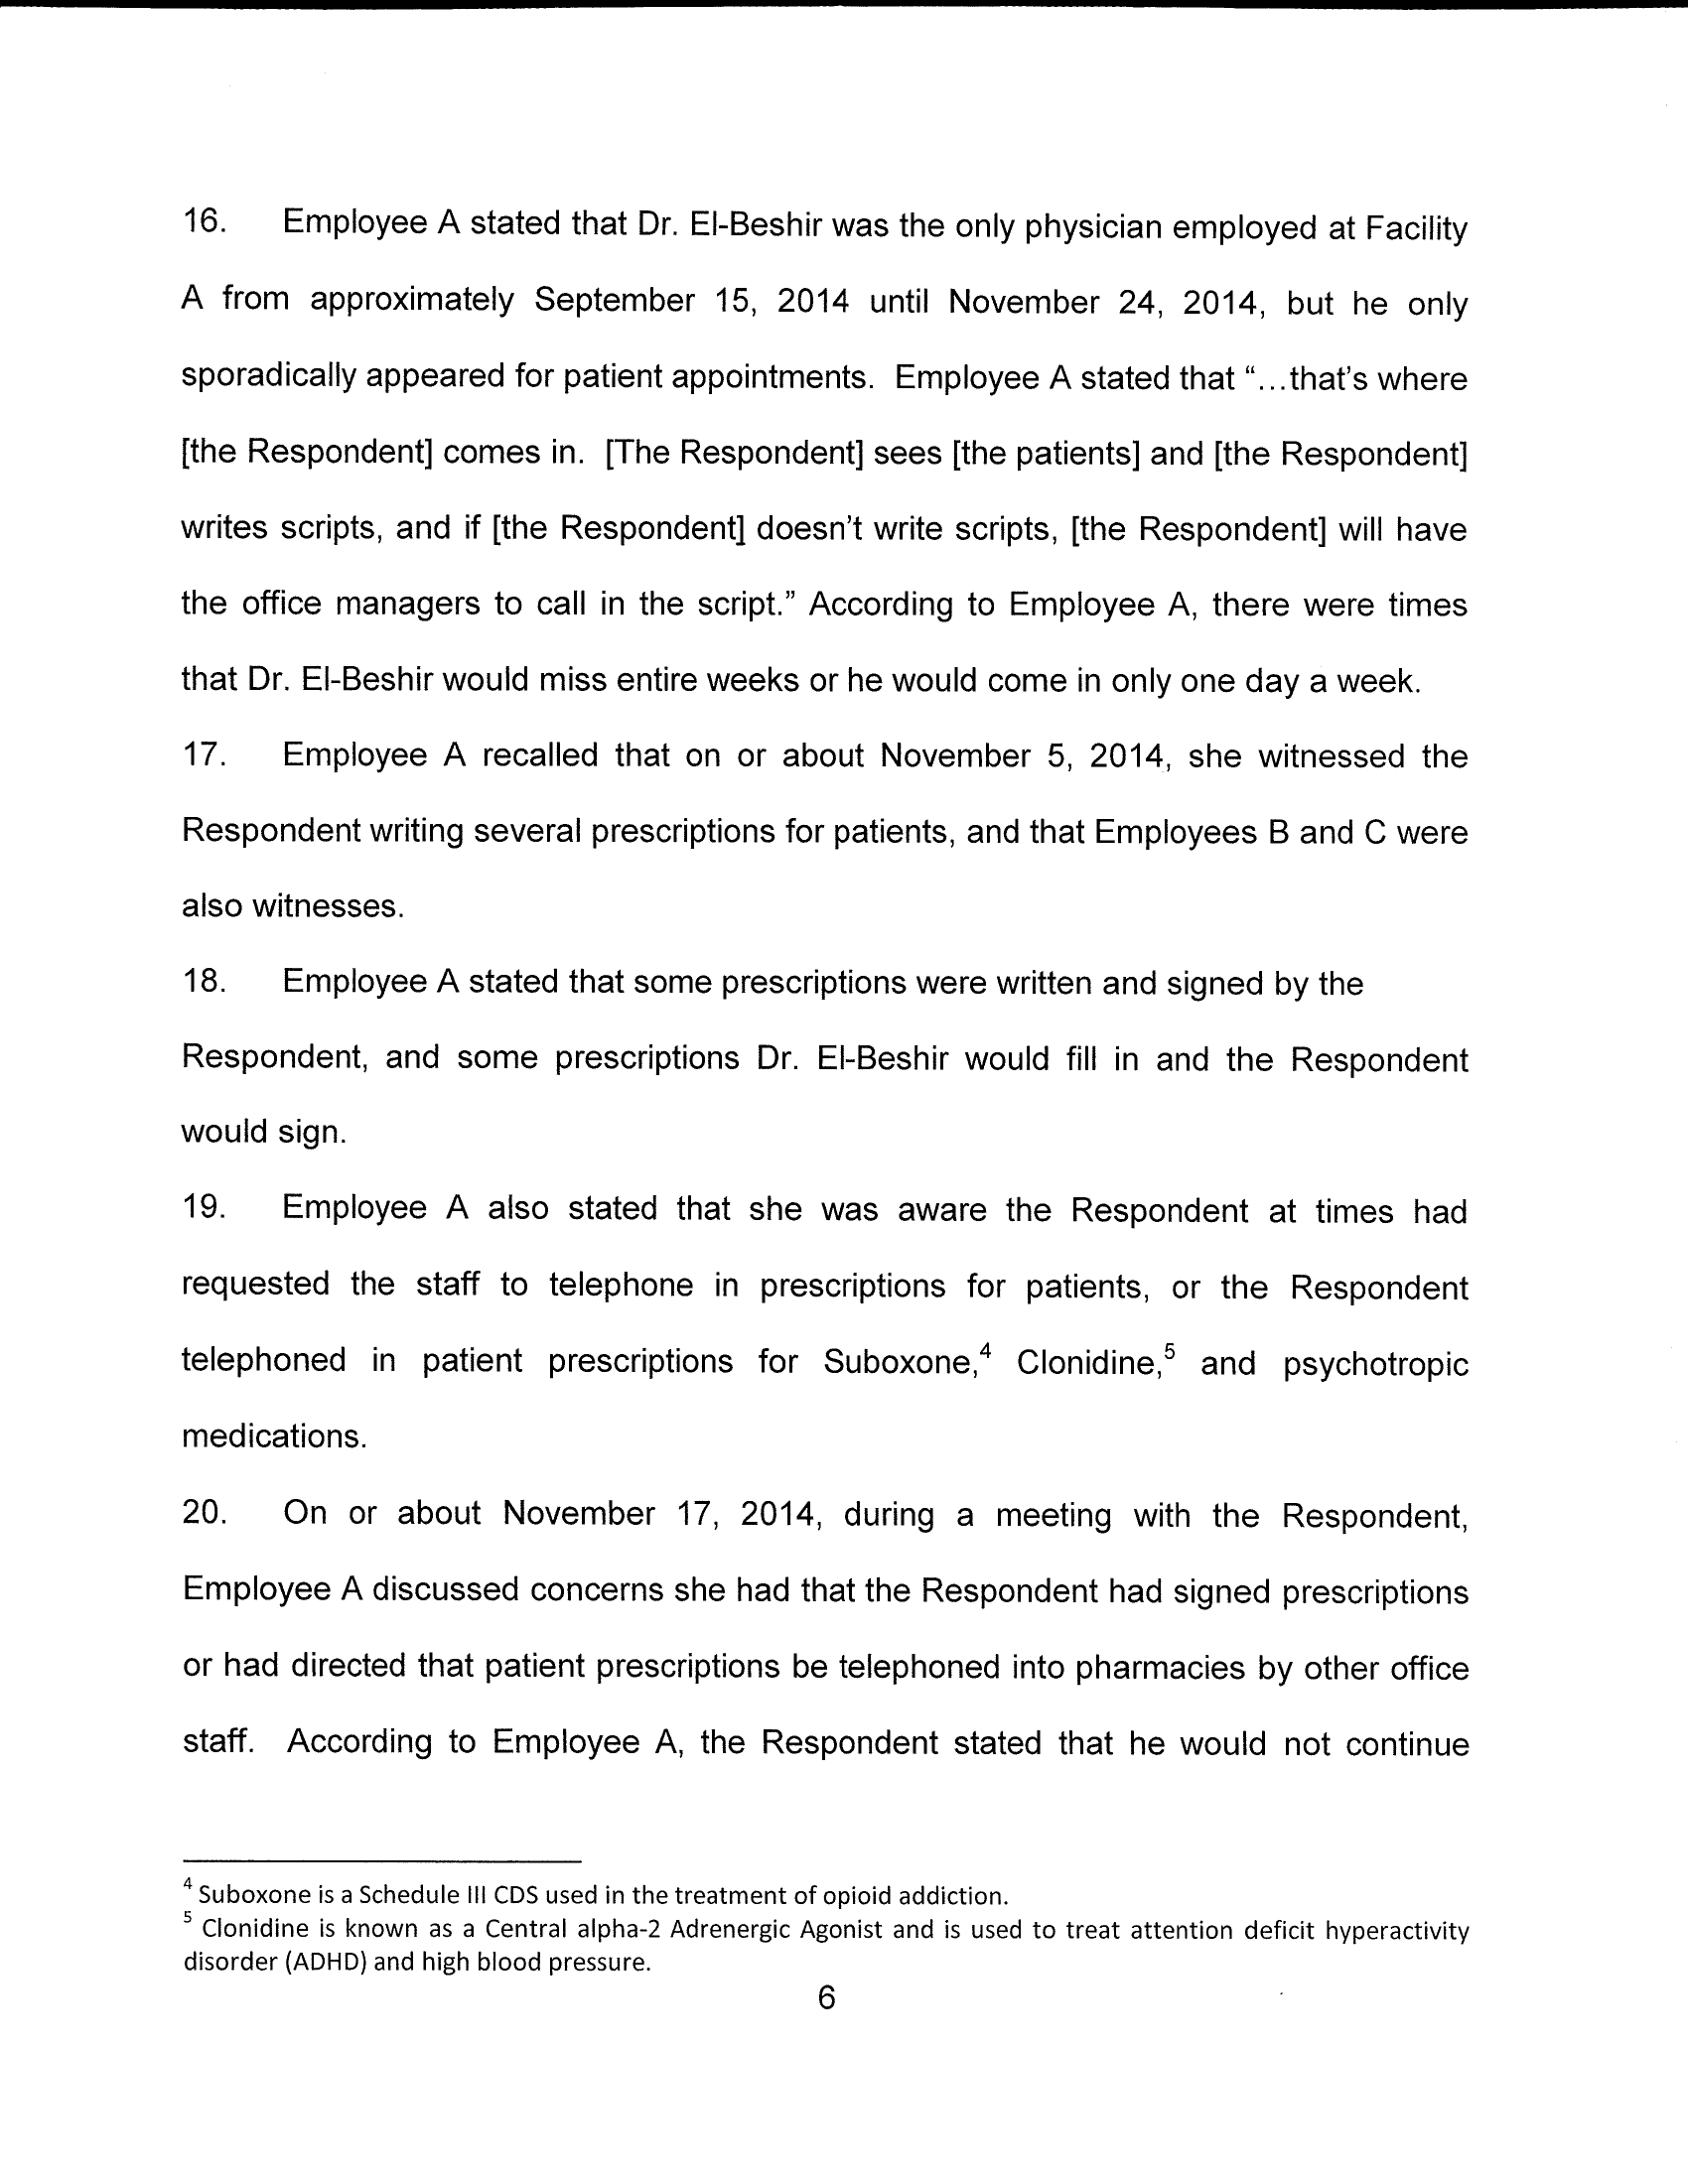 16. Employee A stated that Dr. El-Beshir was the only physician employed at Facility
A from approximately September 15, 2014 until November 24, 2014, but he only
sporadically appeared for patient appointments. Employee A stated that “...that’s where
[the Respondent] comes in. [The Respondent] sees [the patients] and [the Respondent]
writes scripts, and if [the Respondent] doesn’t write scripts, [the Respondent] will have
the office managers to call in the script.” According to Employee A, there were times
that Dr. El-Beshir would miss entire weeks or he would come in only one day a week.
17. Employee A recalled that on or about November 5, 2014, she witnessed the
Respondent writing several prescriptions for patients, and that Employees B and C were
also witnesses.
18. Employee A stated that some prescriptions were written and signed by the
Respondent, and some prescriptions Dr. El-Beshir would fill in and the Respondent
would sign.
19. Employee A also stated that she was aware the Respondent at times had
requested the staff to telephone in prescriptions for patients, or the Respondent
telephoned in patient prescriptions for Suboxone,⁴ Clonidine,⁵ and psychotropic
medications.
20. On or about November 17, 2014, during a meeting with the Respondent,
Employee A discussed concerns she had that the Respondent had signed prescriptions
or had directed that patient prescriptions be telephoned into pharmacies by other office
staff. According to Employee A, the Respondent stated that he would not continue
⁴ Suboxone is a Schedule III CDS used in the treatment of opioid addiction.
⁵ Clonidine is known as a Central alpha-2 Adrenergic Agonist and is used to treat attention deficit hyperactivity
disorder (ADHD) and high blood pressure.
6